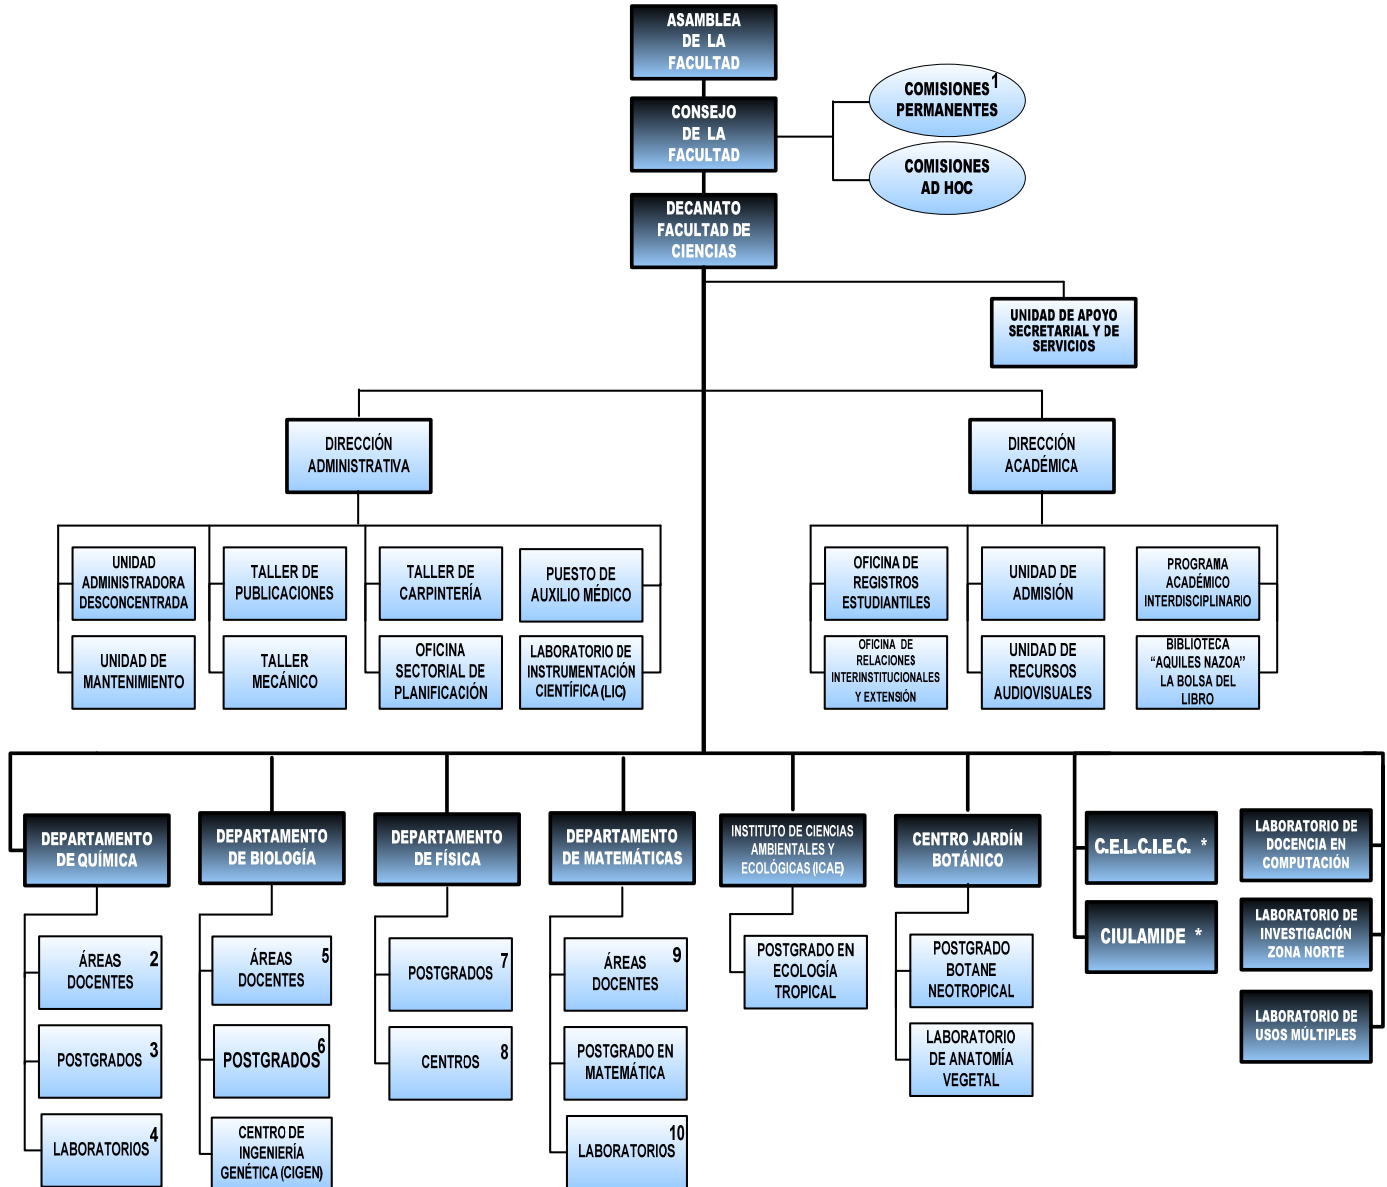 ASAMBLEA
DE LA
FACULTAD
CONSEJO
DE LA
FACULTAD
COMISIONES 1
PERMANENTES
COMISIONES
AD HOC
DECANATO
FACULTAD DE
CIENCIAS
UNIDAD DE APOYO
SECRETARIAL Y DE
SERVICIOS
DIRECCIÓN
ADMINISTRATIVA
DIRECCIÓN
ACADÉMICA
UNIDAD
ADMINISTRADORA
DESCONCENTRADA
TALLER DE
PUBLICACIONES
TALLER DE
CARPINTERÍA
PUESTO DE
AUXILIO MÉDICO
OFICINA DE
REGISTROS
ESTUDIANTILES
UNIDAD DE
ADMISIÓN
PROGRAMA
ACADÉMICO
INTERDISCIPLINARIO
UNIDAD DE
MANTENIMIENTO
TALLER
MECÁNICO
OFICINA
SECTORIAL DE
PLANIFICACIÓN
LABORATORIO DE
INSTRUMENTACIÓN
CIENTÍFICA (LIC)
OFICINA DE
RELACIONES
INTERINSTITUCIONALES
Y EXTENSIÓN
UNIDAD DE
RECURSOS
AUDIOVISUALES
BIBLIOTECA
“AQUILES NAZOA”
LA BOLSA DEL
LIBRO
DEPARTAMENTO
DE QUÍMICA
DEPARTAMENTO
DE BIOLOGÍA
DEPARTAMENTO
DE FÍSICA
DEPARTAMENTO
DE MATEMÁTICAS
INSTITUTO DE CIENCIAS
AMBIENTALES Y
ECOLÓGICAS (ICAE)
CENTRO JARDÍN
BOTÁNICO
C.E.L.C.I.E.C. *
LABORATORIO DE
DOCENCIA EN
COMPUTACIÓN
CIULAMIDE *
LABORATORIO DE
INVESTIGACIÓN
ZONA NORTE
LABORATORIO DE
USOS MÚLTIPLES
ÁREAS 2
DOCENTES
POSTGRADOS 3
LABORATORIOS 4
ÁREAS 5
DOCENTES
POSTGRADOS 6
CENTRO DE
INGENIERÍA
GENÉTICA (CIGEN)
POSTGRADOS 7
CENTROS 8
ÁREAS 9
DOCENTES
POSTGRADO EN
MATEMÁTICA
LABORATORIOS 10
POSTGRADO EN
ECOLOGÍA
TROPICAL
POSTGRADO
BOTANE
NEOTROPICAL
LABORATORIO
DE ANATOMÍA
VEGETAL